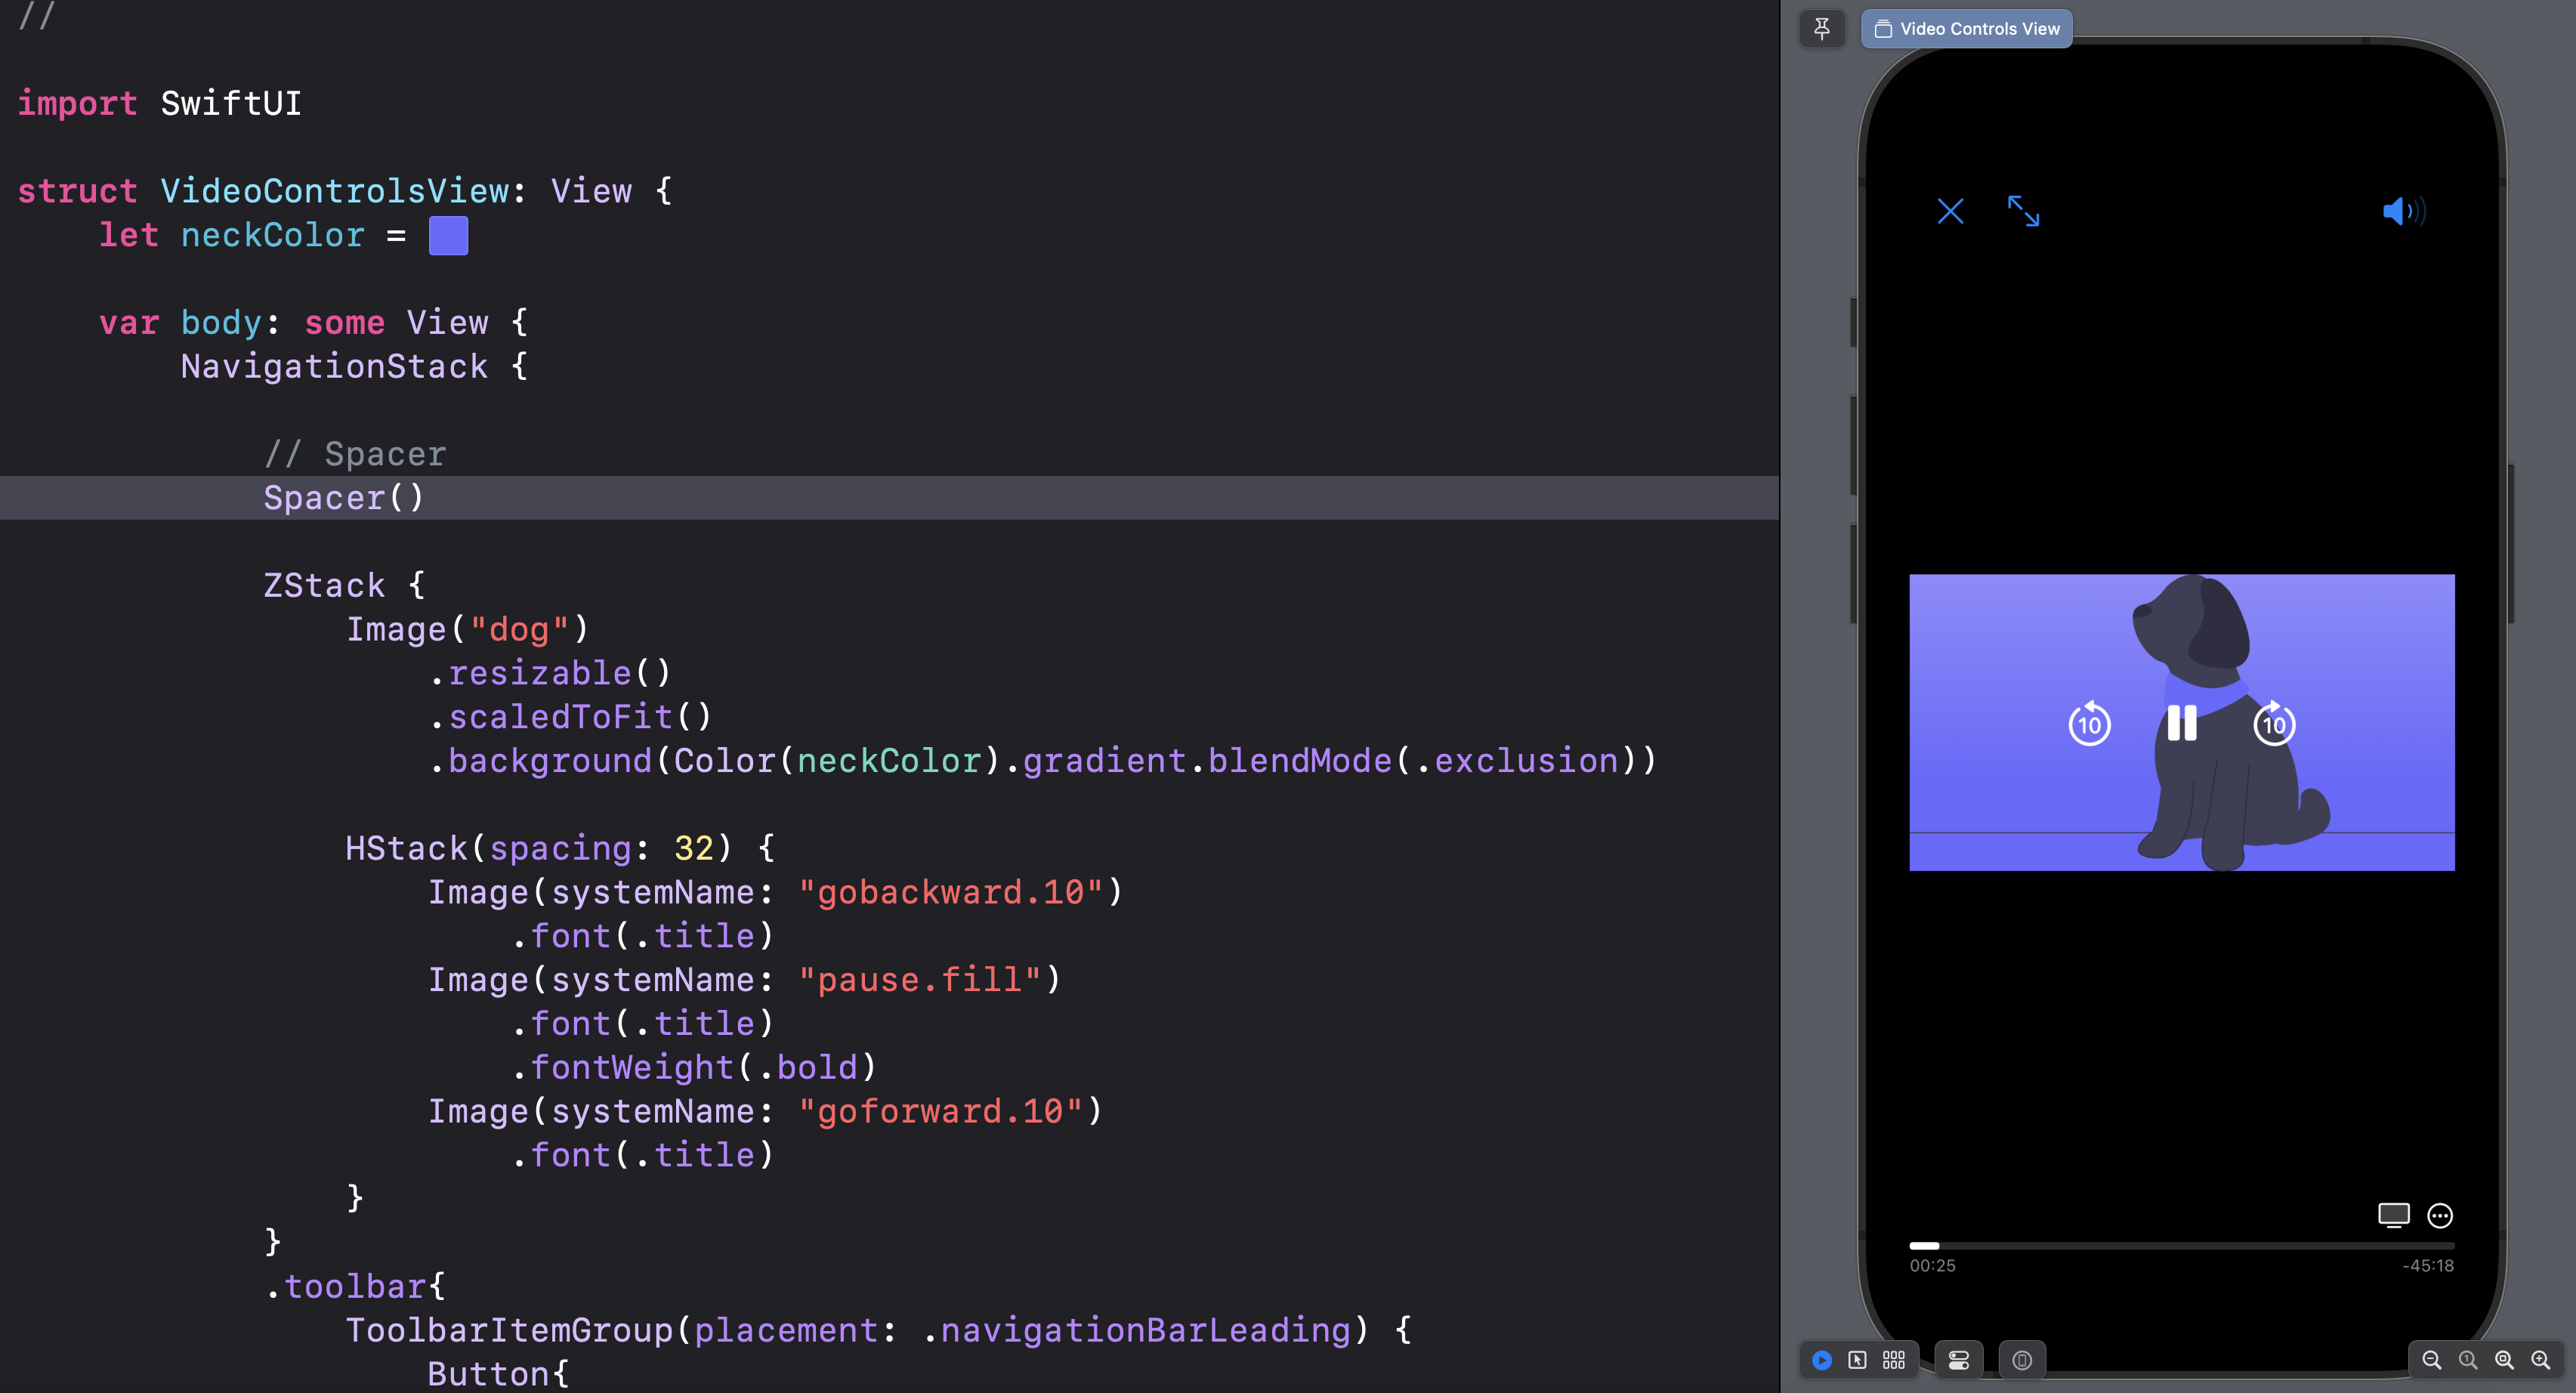 //
import SwiftUI
struct VideoControlsView: View {
let neckColor =
var body: some View {
NavigationStack {
// Spacer
Spacer()
ZStack {
Image("dog")
.resizable()
.scaledToFit()
.background(Color(neckColor).gradient.blendMode(.exclusion))
HStack(spacing: 32) {
Image(systemName: "gobackward.10")
.font(.title)
Image(systemName: "pause.fill")
.font(.title)
.fontWeight(.bold)
Image(systemName: "goforward.10")
.font(.title)
}
}
.toolbar{
ToolbarItemGroup(placement: .navigationBarLeading) {
Button{
Video Controls View
10
10
00:25
-45:18
1